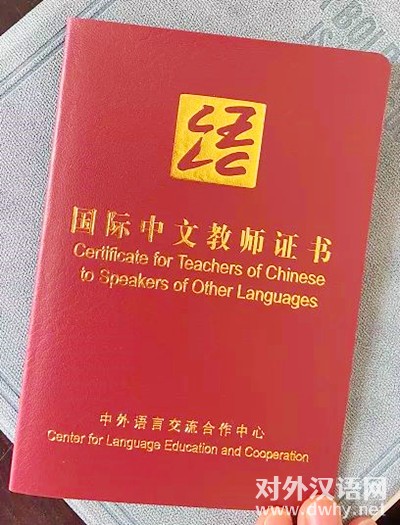 国际中文教师证书
Certificate for Teachers of Chinese
to Speakers of Other Languages
中外语言交流合作中心
Center for Language Education and Cooperation
对外汉语网
www.dwhy.net